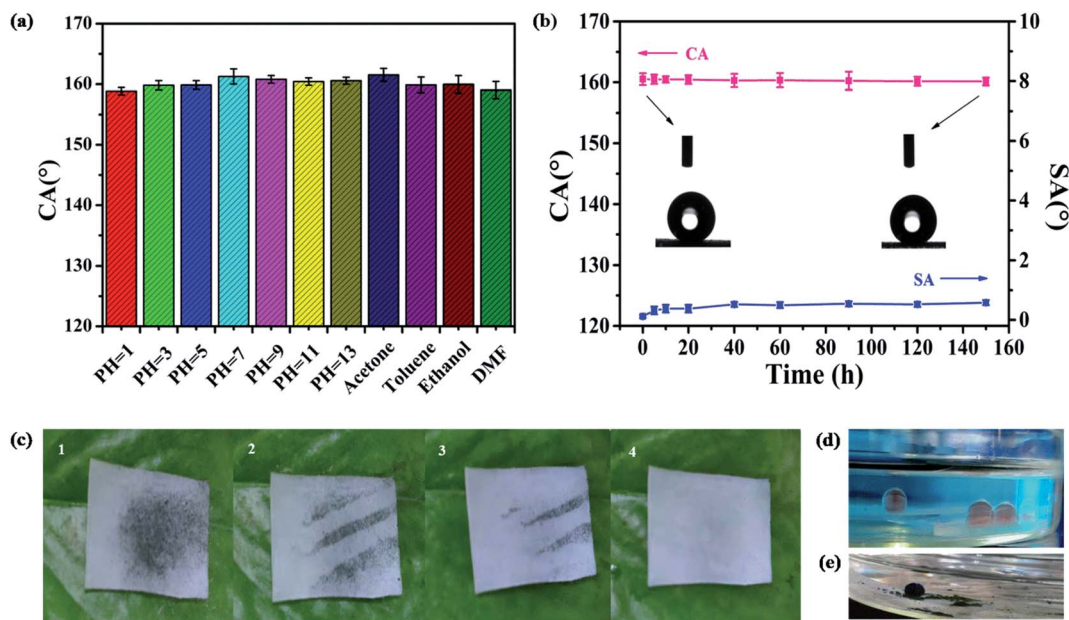 (a)
170
160
150
140
130
120
CA(°)
PH=1
PH=3
PH=5
PH=7
PH=9
PH=11
PH=13
Acetone
Toluene
Ethanol
DMF
(b)
170
160
150
140
130
120
CA(°)
CA
SA
10
8
6
4
2
0
SA(°)
0 20 40 60 80 100 120 140 160
Time (h)
(c)
1
2
3
4
(d)
(e)